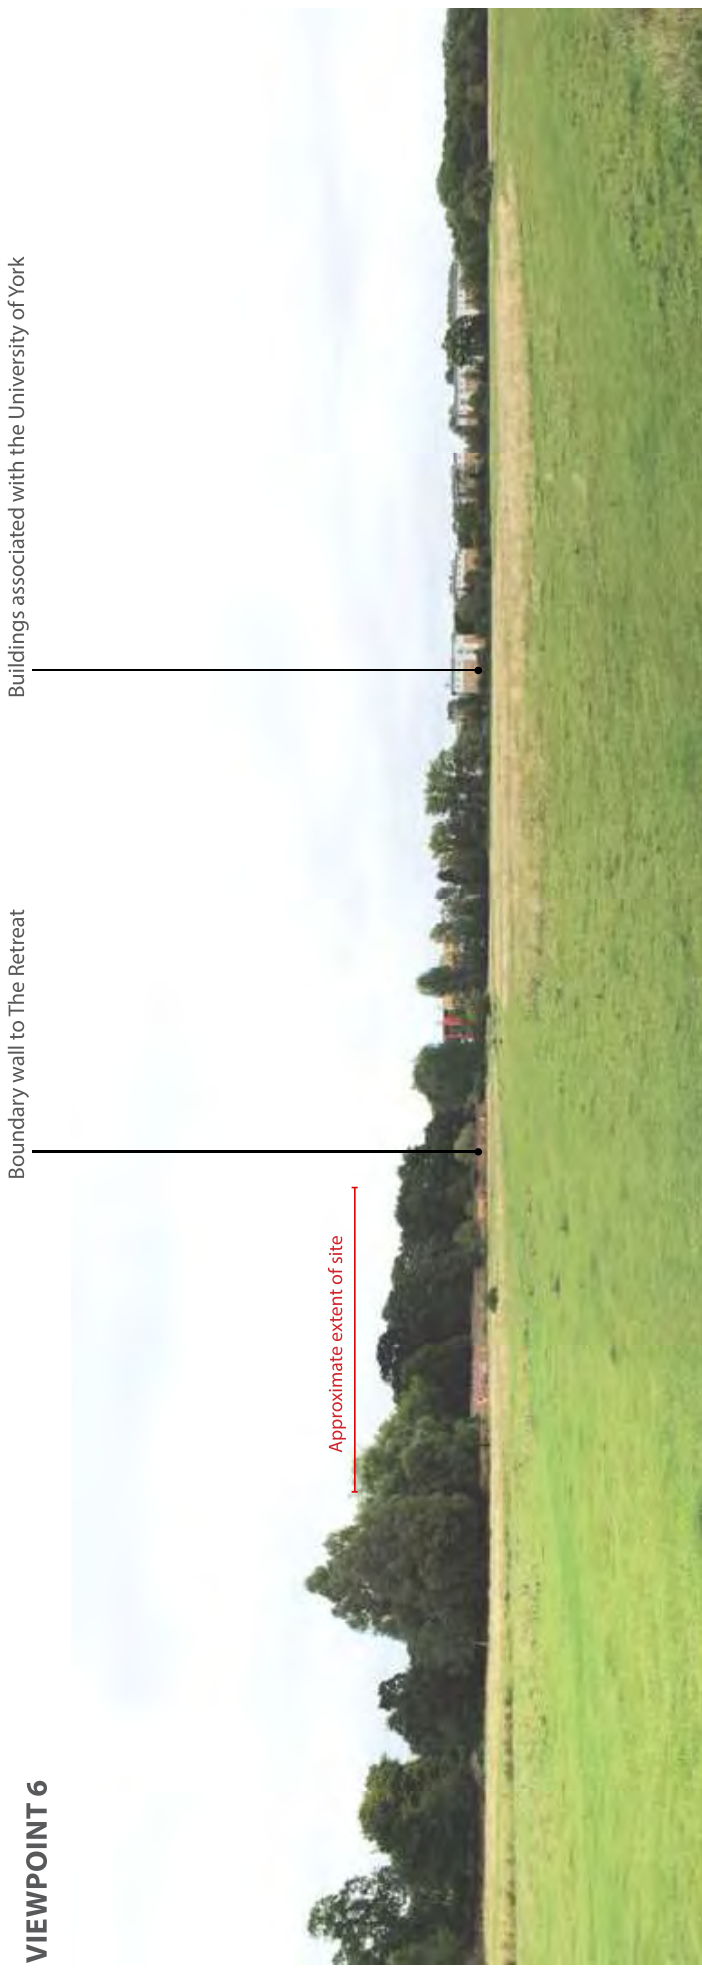 VIEWPOINT 6
Boundary wall to The Retreat
Buildings associated with the University of York
Approximate extent of site